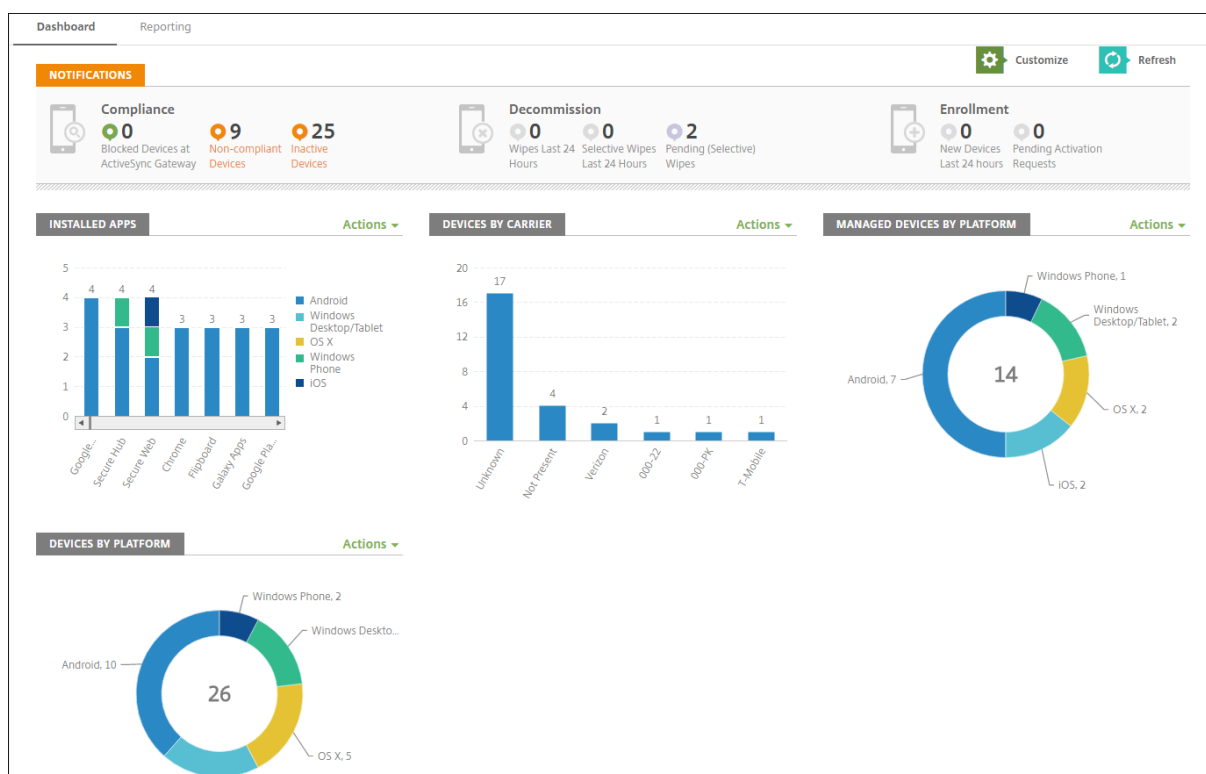 Dashboard
Reporting
Customize
Refresh
NOTIFICATIONS
Compliance
0
Blocked Devices at
ActiveSync Gateway
9
Non-compliant
Devices
25
Inactive
Devices
Decommission
0
Wipes Last 24
Hours
0
Selective Wipes
Last 24 Hours
2
Pending (Selective)
Wipes
Enrollment
0
New Devices
Last 24 hours
0
Pending Activation
Requests
INSTALLED APPS
Actions
5
4
3
2
1
0
4
4
4
3
3
3
3
Google...
Secure Hub
Secure Web
Chrome
Flipboard
Galaxy Apps
Google Pla...
Android
Windows
Desktop/Tablet
OS X
Windows
Phone
iOS
DEVICES BY CARRIER
Actions
20
16
12
8
4
0
17
4
2
1
1
1
Unknown
Not Present
Verizon
000-22
000-PK
T-Mobile
MANAGED DEVICES BY PLATFORM
Actions
Windows Phone, 1
Windows
Desktop/Tablet, 2
Android, 7
14
OS X, 2
iOS, 2
DEVICES BY PLATFORM
Actions
Windows Phone, 2
Windows Deskto...
Android, 10
26
OS X, 5